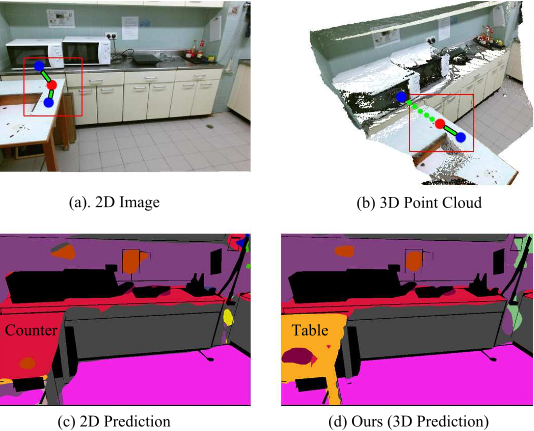 (a). 2D Image
(b) 3D Point Cloud
Counter
Table
(c) 2D Prediction
(d) Ours (3D Prediction)